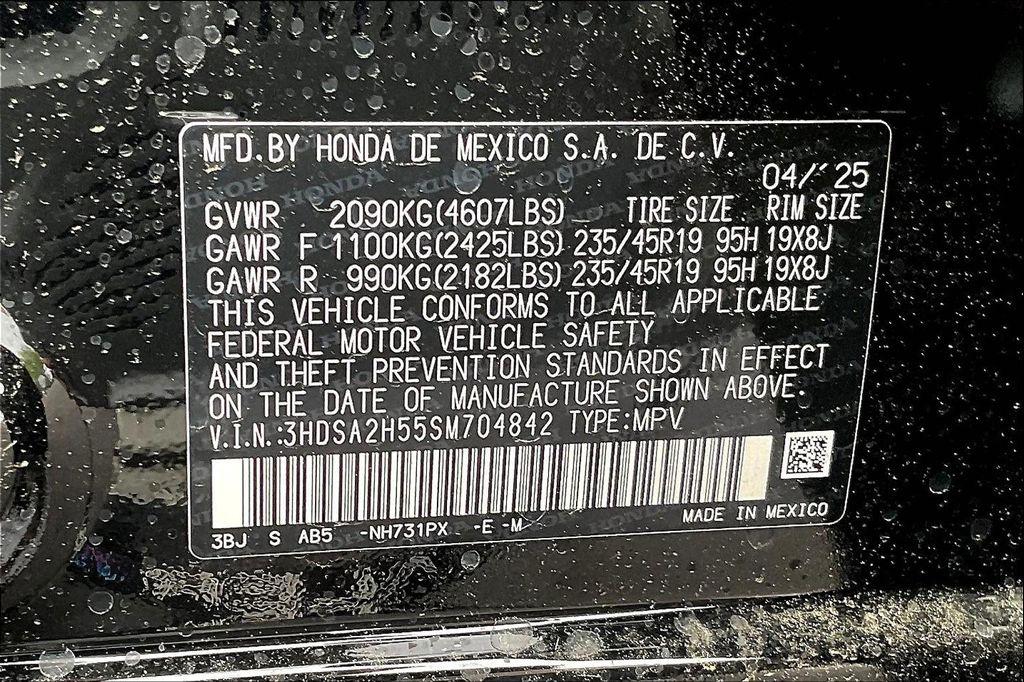 MFD.BY HONDA DE MEXICO S.A. DE C.V.
04/'25
GVWR 2090KG(4607LBS) TIRE SIZE RIM SIZE
GAWR F 1100KG(2425LBS) 235/45R19 95H 19X8J
GAWR R 990KG(2182LBS) 235/45R19 95H 19X8J
THIS VEHICLE CONFORMS TO ALL APPLICABLE
FEDERAL MOTOR VEHICLE SAFETY
AND THEFT PREVENTION STANDARDS IN EFFECT
ON THE DATE OF MANUFACTURE SHOWN ABOVE.
V.I.N.:3HDSA2H55SM704842 TYPE:MPV
MADE IN MEXICO
3BJ S AB5 -NH731PX -E -M